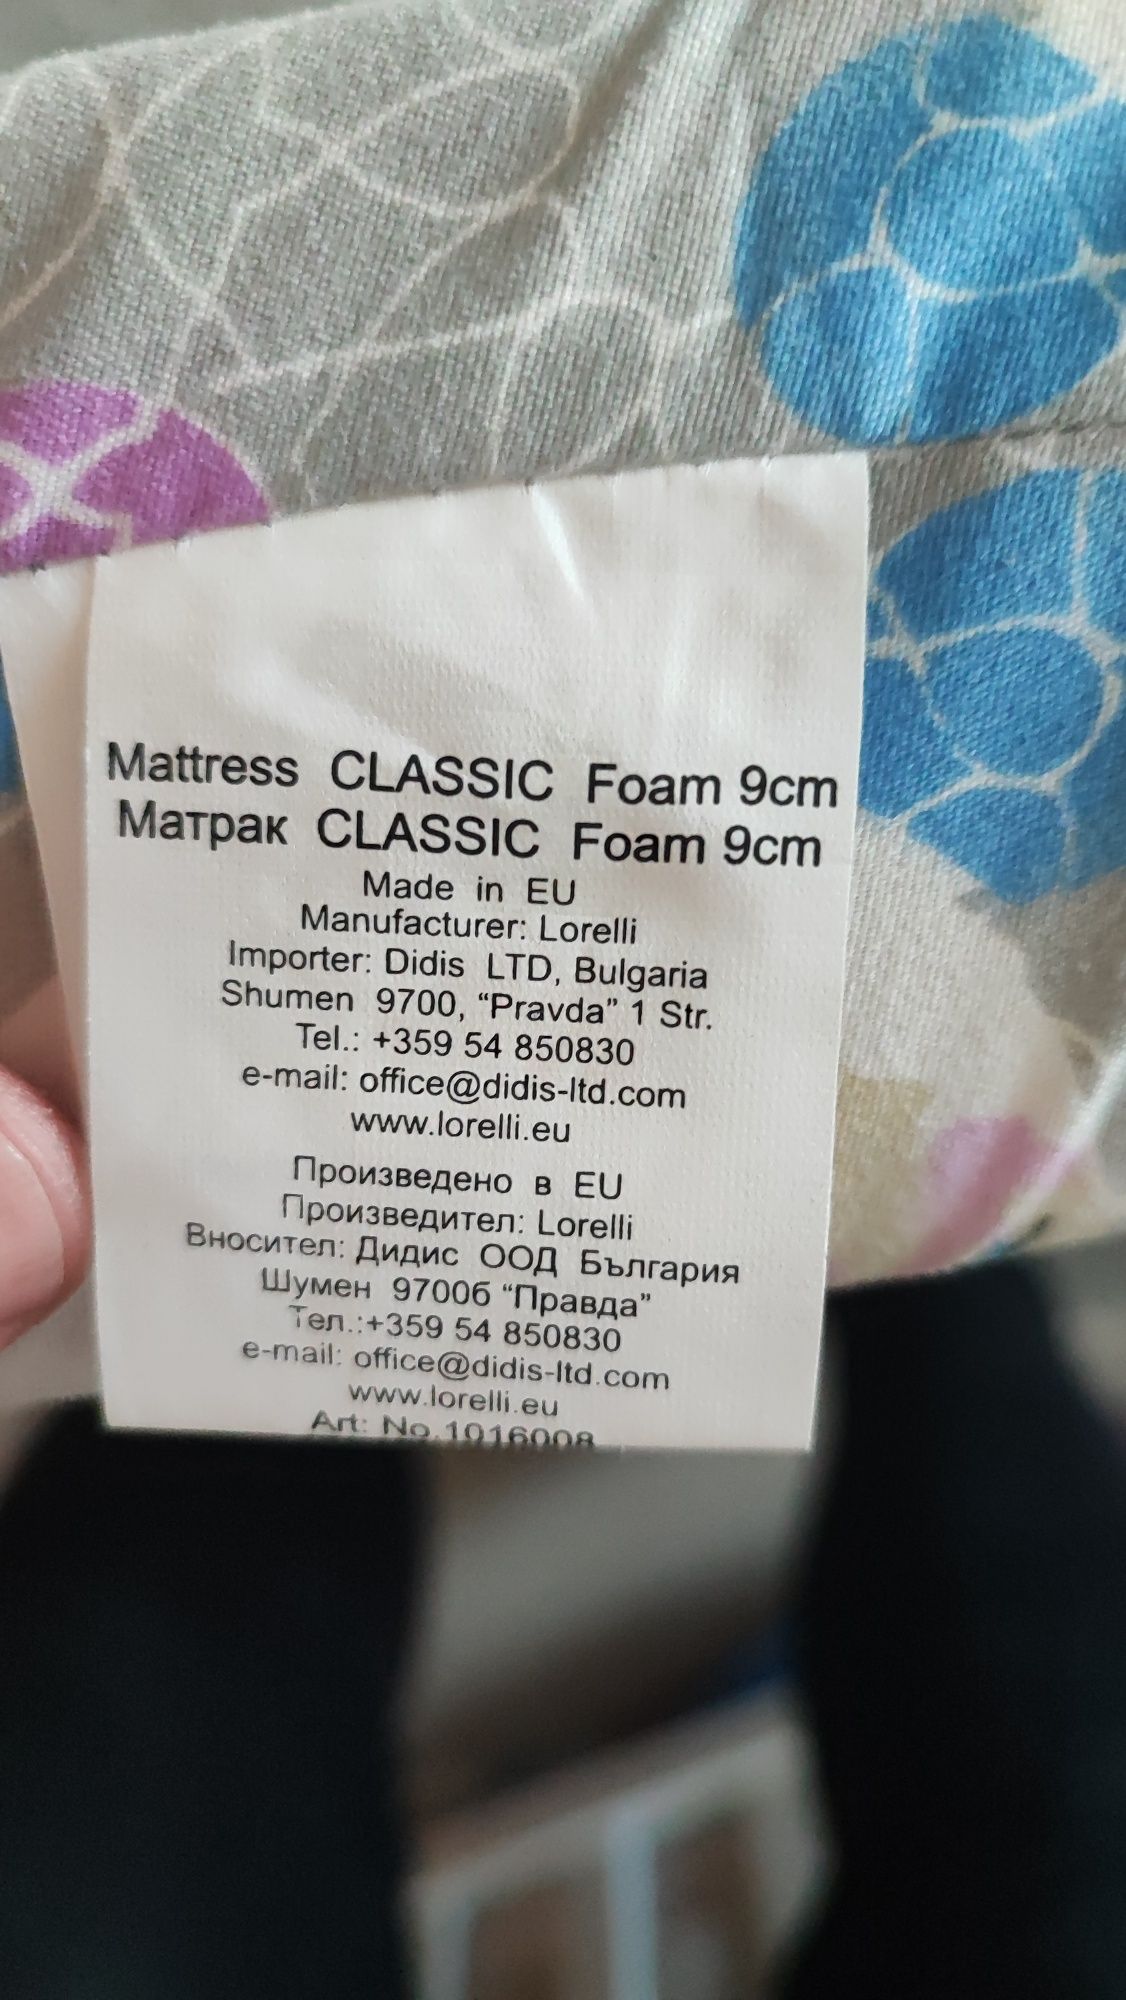 Mattress CLASSIC Foam 9cm
Матрак CLASSIC Foam 9cm
Made in EU
Manufacturer: Lorelli
Importer: Didis LTD, Bulgaria
Shumen 9700, “Pravda” 1 Str.
Tel.: +359 54 850830
e-mail: office@didis-ltd.com
www.lorelli.eu
Произведено в EU
Производител: Lorelli
Вносител: Дидис ООД България
Шумен 9700б “Правда”
Тел.:+359 54 850830
e-mail: office@didis-ltd.com
www.lorelli.eu
Art: No.1016008